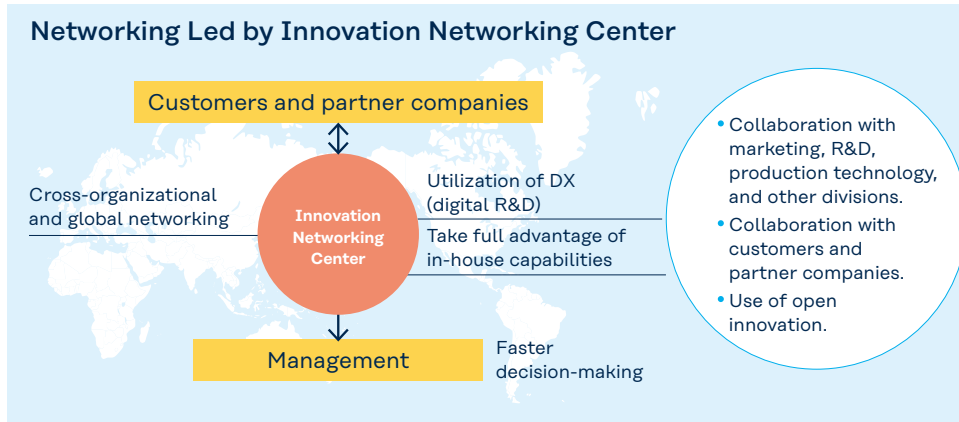 Networking Led by Innovation Networking Center
Customers and partner companies
Cross-organizational
and global networking
Innovation
Networking
Center
Utilization of DX
(digital R&D)
Take full advantage of
in-house capabilities
Management
Faster
decision-making
• Collaboration with
marketing, R&D,
production technology,
and other divisions.
• Collaboration with
customers and
partner companies.
• Use of open
innovation.